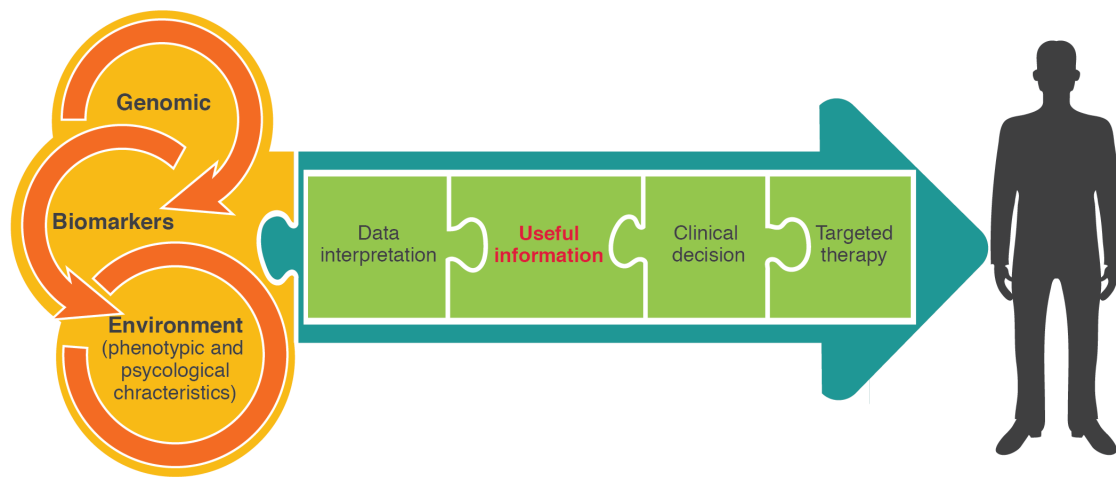 Genomic
Biomarkers
Environment
(phenotypic and
psycological
chracteristics)
Data
interpretation
Useful
information
Clinical
decision
Targeted
therapy